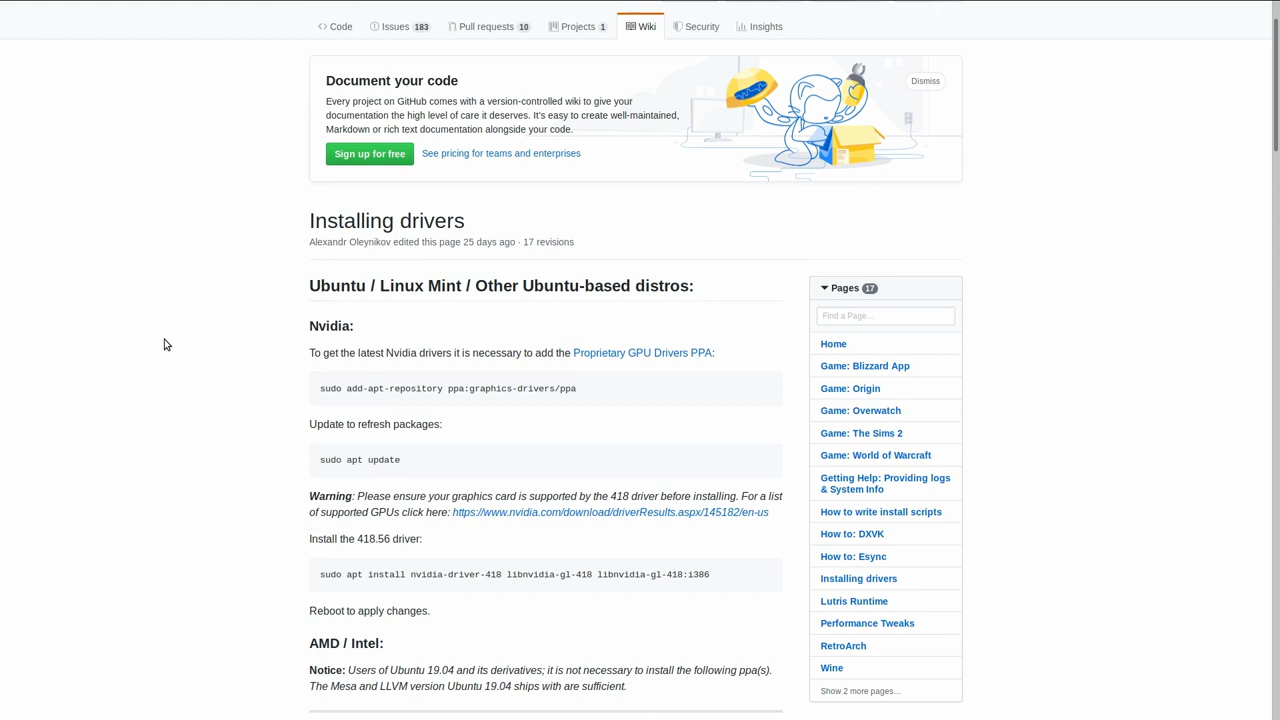 Code Issues 183 Pull requests 10 Projects 1 Wiki Security Insights
Document your code
Dismiss
Every project on GitHub comes with a version-controlled wiki to give your
documentation the high level of care it deserves. It's easy to create well-maintained,
Markdown or rich text documentation alongside your code.
Sign up for free See pricing for teams and enterprises
Installing drivers
Alexandr Oleynikov edited this page 25 days ago · 17 revisions
Ubuntu / Linux Mint / Other Ubuntu-based distros:
Nvidia:
To get the latest Nvidia drivers it is necessary to add the Proprietary GPU Drivers PPA:
sudo add-apt-repository ppa:graphics-drivers/ppa
Update to refresh packages:
sudo apt update
Warning: Please ensure your graphics card is supported by the 418 driver before installing. For a list
of supported GPUs click here: https://www.nvidia.com/download/driverResults.aspx/145182/en-us
Install the 418.56 driver:
sudo apt install nvidia-driver-418 libnvidia-gl-418 libnvidia-gl-418:i386
Reboot to apply changes.
AMD / Intel:
Notice: Users of Ubuntu 19.04 and its derivatives; it is not necessary to install the following ppa(s).
The Mesa and LLVM version Ubuntu 19.04 ships with are sufficient.
Pages 17
Find a Page…
Home
Game: Blizzard App
Game: Origin
Game: Overwatch
Game: The Sims 2
Game: World of Warcraft
Getting Help: Providing logs
& System Info
How to write install scripts
How to: DXVK
How to: Esync
Installing drivers
Lutris Runtime
Performance Tweaks
RetroArch
Wine
Show 2 more pages…